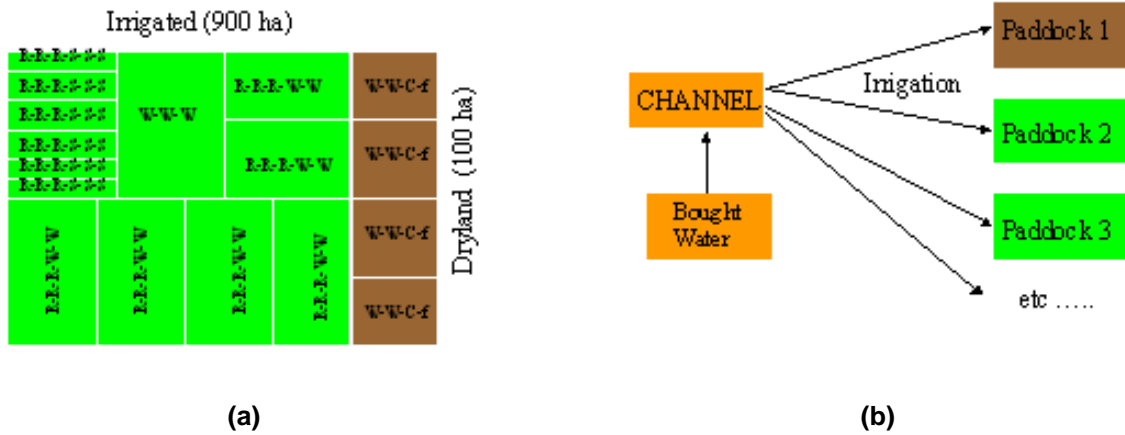 Irrigated (900 ha)
R-R-R-S-S-S
R-R-R-S-S-S
R-R-R-S-S-S
R-R-R-S-S-S
R-R-R-S-S-S
R-R-R-S-S-S
W-W-W
R-R-R-W-W
R-R-R-W-W
R-R-R-W-W
R-R-R-W-W
R-R-R-W-W
R-R-R-W-W
W-W-C-f
W-W-C-f
W-W-C-f
W-W-C-f
Dryland (100 ha)
(a)
CHANNEL
Bought
Water
Irrigation
Paddock 1
Paddock 2
Paddock 3
etc .....
(b)